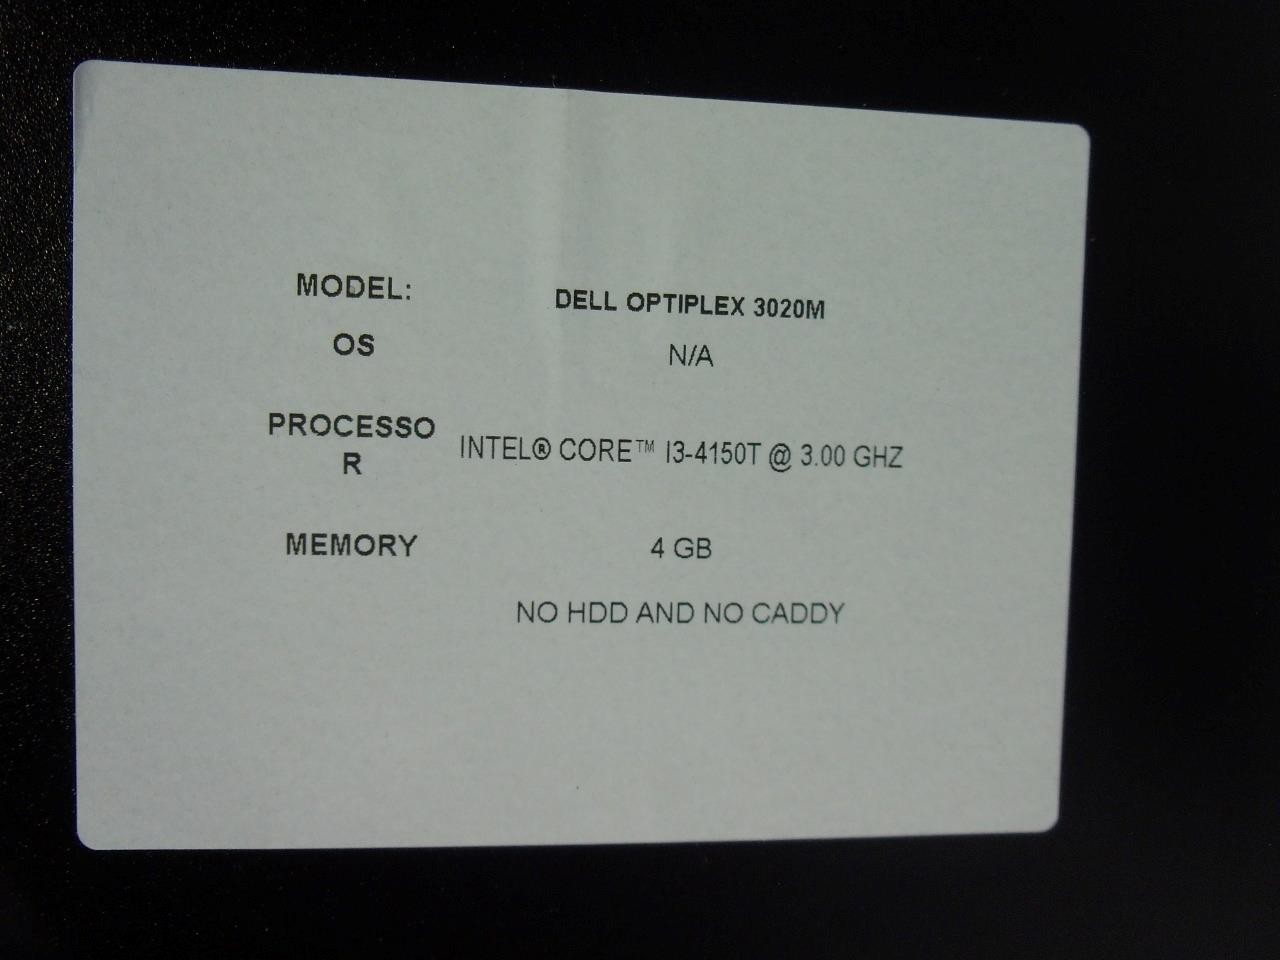 MODEL: DELL OPTIPLEX 3020M
OS N/A
PROCESSO
R INTEL® CORE™ I3-4150T @ 3.00 GHZ
MEMORY 4 GB
NO HDD AND NO CADDY